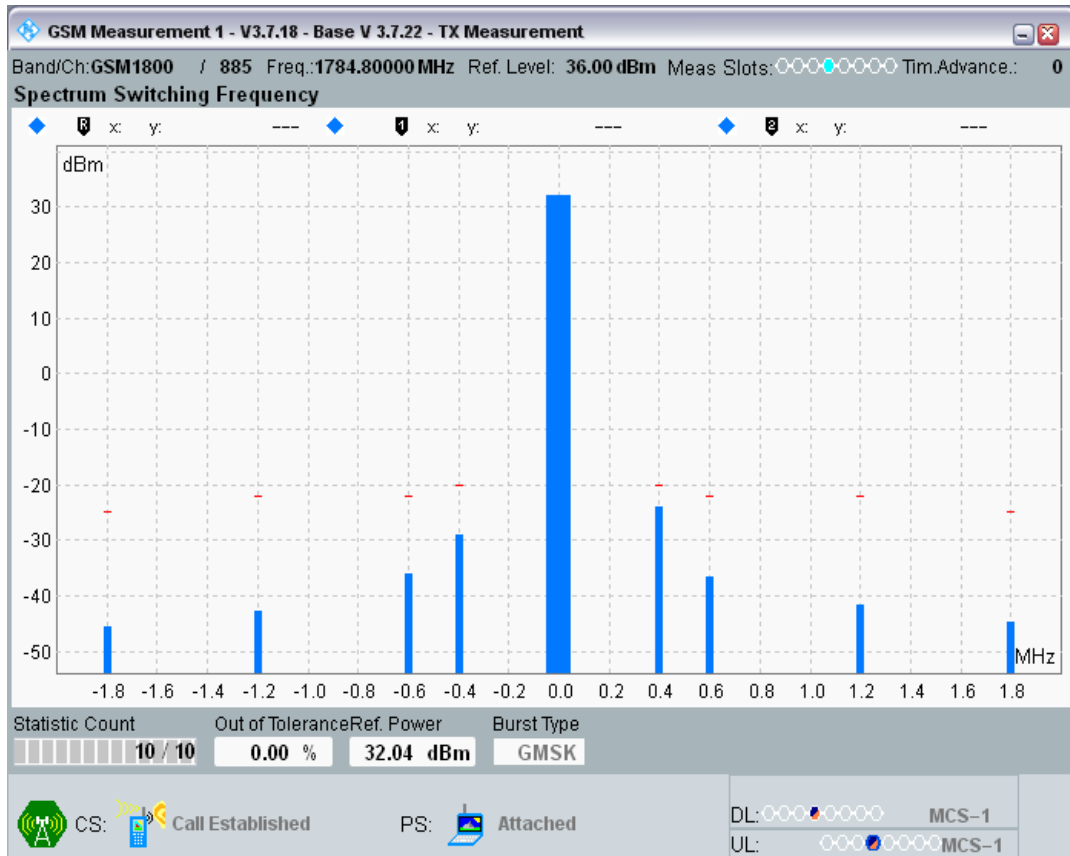 GSM Measurement 1 - V3.7.18 - Base V 3.7.22 - TX Measurement
Band/Ch:GSM1800 / 885 Freq.:1784.80000 MHz Ref. Level: 36.00 dBm Meas Slots: Tim.Advance.: 0
Spectrum Switching Frequency
R x: y: --- 1 x: y: --- 2 x: y: ---
dBm
30
20
10
0
-10
-20
-30
-40
-50
MHz
-1.8 -1.6 -1.4 -1.2 -1.0 -0.8 -0.6 -0.4 -0.2 0.0 0.2 0.4 0.6 0.8 1.0 1.2 1.4 1.6 1.8
Statistic Count Out of Tolerance Ref. Power Burst Type
10 / 10 0.00 % 32.04 dBm GMSK
CS: Call Established PS: Attached
DL: MCS-1
UL: MCS-1